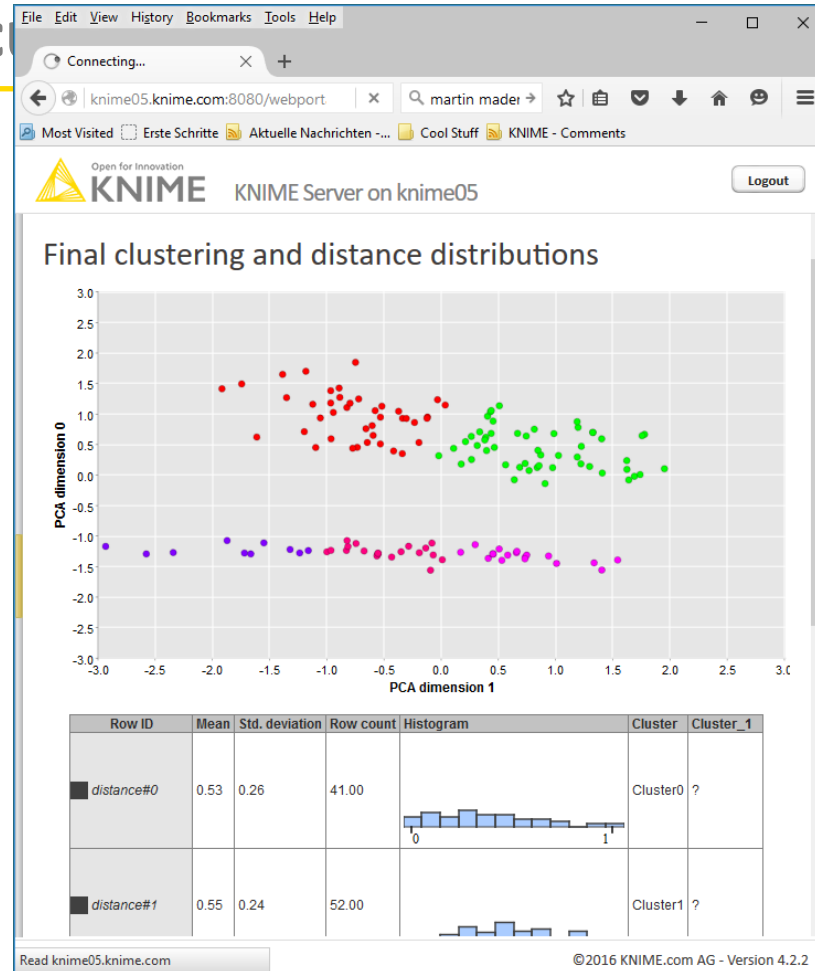 File Edit View History Bookmarks Tools Help
Connecting...
knime05.knime.com:8080/webport
martin mader
Most Visited Erste Schritte Aktuelle Nachrichten -... Cool Stuff KNIME - Comments
Open for Innovation
KNIME
KNIME Server on knime05
Logout
Final clustering and distance distributions
3.0
2.5
2.0
1.5
1.0
0.5
0.0
-0.5
-1.0
-1.5
-2.0
-2.5
-3.0
PCA dimension 0
-3.0 -2.5 -2.0 -1.5 -1.0 -0.5 0.0 0.5 1.0 1.5 2.0 2.5 3.0
PCA dimension 1
Row ID Mean Std. deviation Row count Histogram Cluster Cluster_1
distance#0 0.53 0.26 41.00 Cluster0 ?
0 1
distance#1 0.55 0.24 52.00 Cluster1 ?
Read knime05.knime.com
©2016 KNIME.com AG - Version 4.2.2